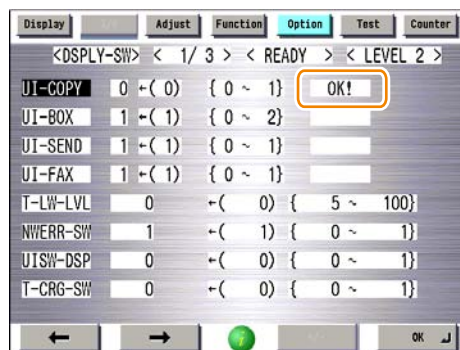 Display I/O Adjust Function Option Test Counter
<DSPLY-SW> < 1/ 3 > < READY > < LEVEL 2 >
UI-COPY 0 ←( 0) { 0 ~ 1} OK!
UI-BOX 1 ←( 1) { 0 ~ 2}
UI-SEND 1 ←( 1) { 0 ~ 1}
UI-FAX 1 ←( 1) { 0 ~ 1}
T-LW-LVL 0 ←( 0) { 5 ~ 100}
NWERR-SW 1 ←( 1) { 0 ~ 1}
UISW-DSP 0 ←( 0) { 0 ~ 1}
T-CRG-SW 0 ←( 0) { 0 ~ 1}
← → i +/- OK ↵